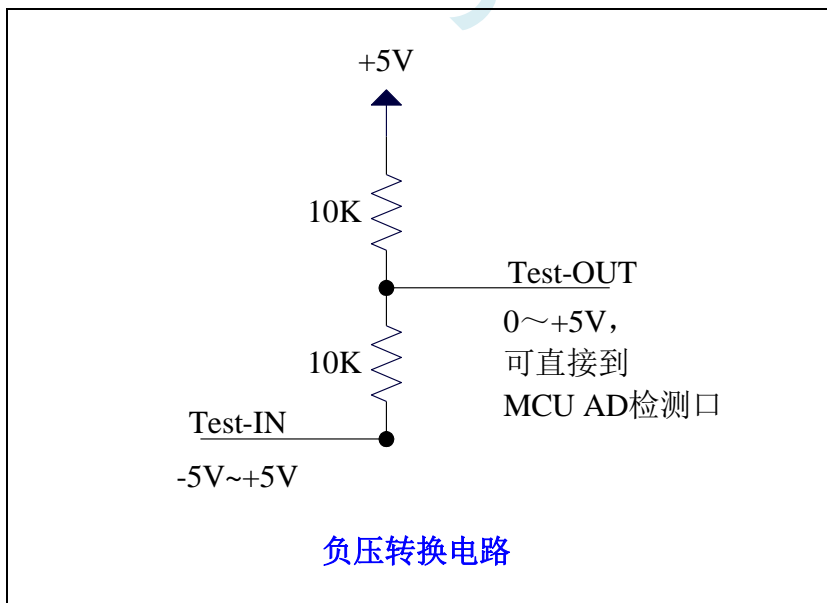 +5V
10K
Test-OUT
0～+5V，
可直接到
MCU AD检测口
10K
Test-IN
-5V~+5V
负压转换电路